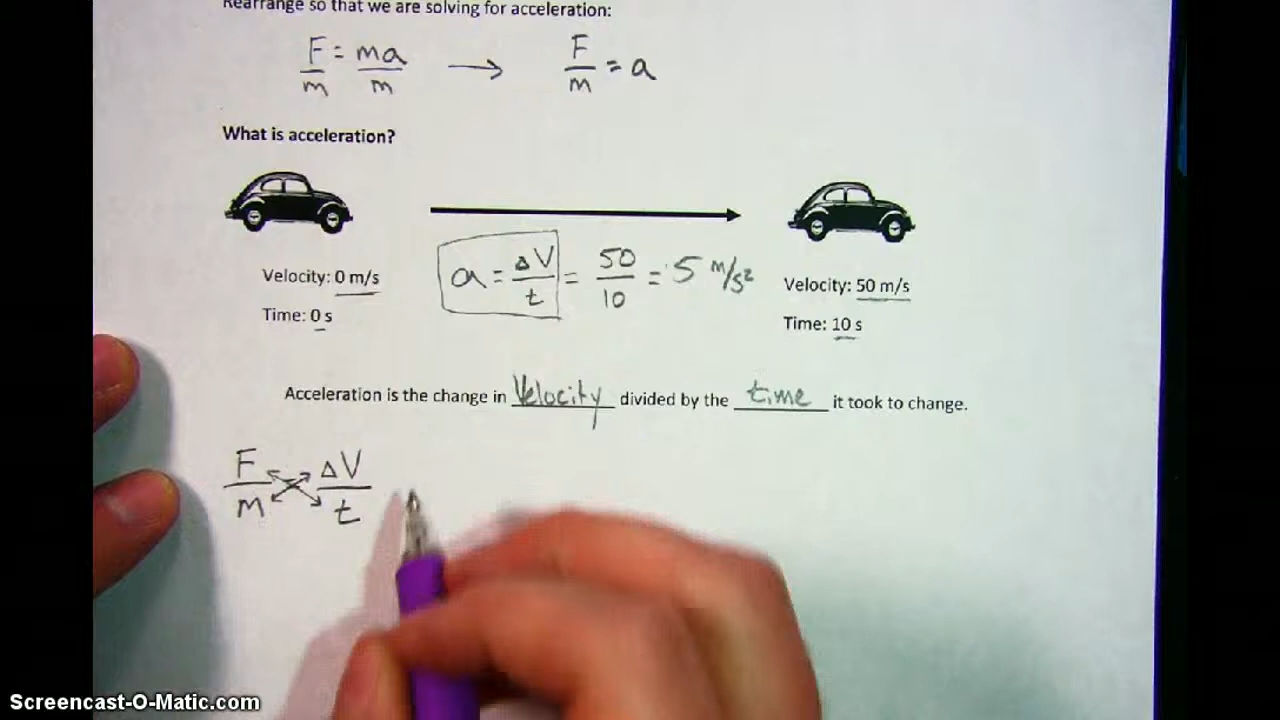 Rearrange so that we are solving for acceleration:
F/m = ma/m → F/m = a
What is acceleration?
a = ΔV/t = 50/10 = 5 m/s²
Velocity: 0 m/s
Time: 0 s
Velocity: 50 m/s
Time: 10 s
Acceleration is the change in Velocity divided by the time it took to change.
F/m ΔV/t
Screencast-O-Matic.com